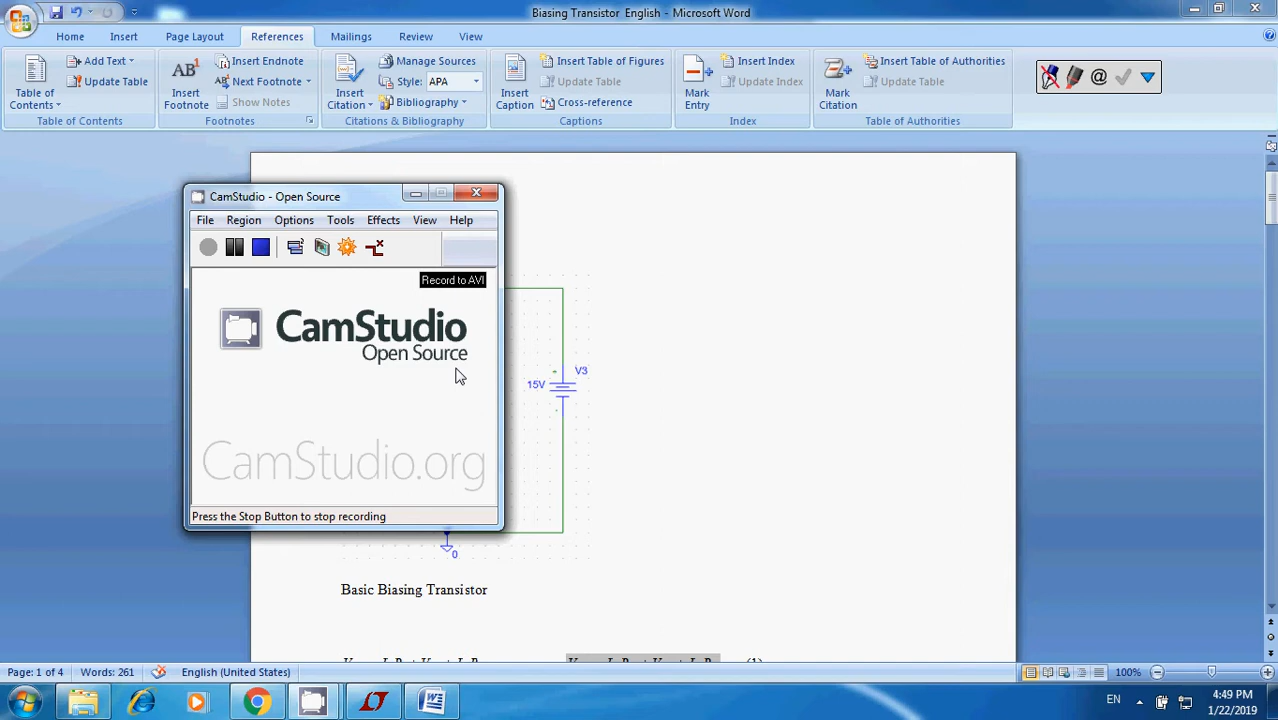 Biasing Transistor English - Microsoft Word
Home Insert Page Layout References Mailings Review View
Table of Contents
Add Text
Update Table
Table of Contents
AB1
Insert Footnote
Insert Endnote
Next Footnote
Show Notes
Footnotes
Insert Citation
Manage Sources
Style: APA
Bibliography
Citations & Bibliography
Insert Caption
Insert Table of Figures
Update Table
Cross-reference
Captions
Mark Entry
Insert Index
Update Index
Index
Mark Citation
Insert Table of Authorities
Update Table
Table of Authorities
CamStudio - Open Source
File Region Options Tools Effects View Help
Record to AVI
CamStudio
Open Source
CamStudio.org
Press the Stop Button to stop recording
15V
V3
0
Basic Biasing Transistor
(1)
Page: 1 of 4 Words: 261 English (United States) 100%
EN
4:49 PM
1/22/2019